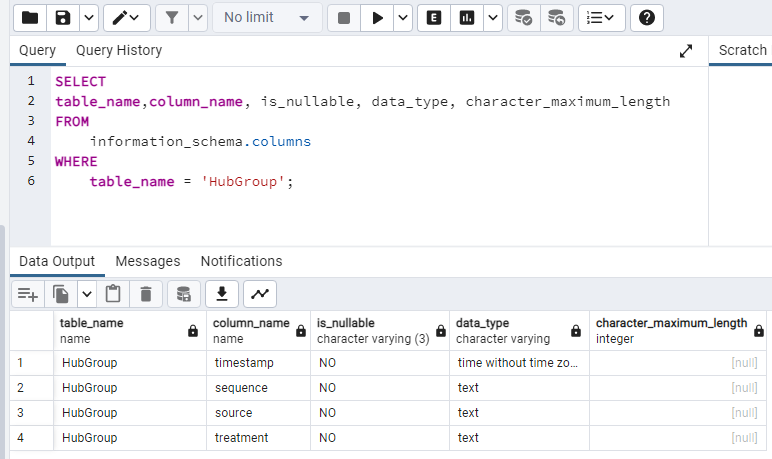 No limit
E
Query
Query History
Scratch
1 SELECT
2 table_name,column_name, is_nullable, data_type, character_maximum_length
3 FROM
4 information_schema.columns
5 WHERE
6 table_name = 'HubGroup';
Data Output
Messages
Notifications
table_name column_name is_nullable data_type character_maximum_length
name name character varying (3) character varying integer
1 HubGroup timestamp NO time without time zo… [null]
2 HubGroup sequence NO text [null]
3 HubGroup source NO text [null]
4 HubGroup treatment NO text [null]